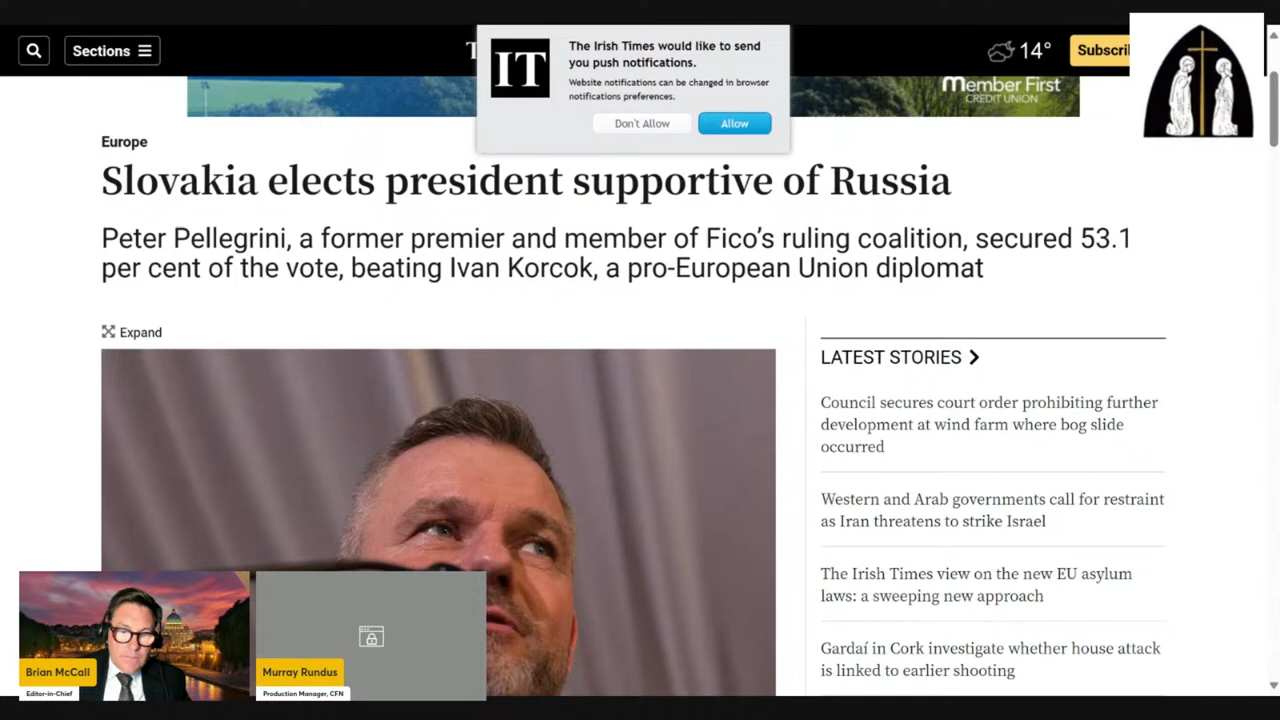 Sections
T
IT
The Irish Times would like to send
you push notifications.
Website notifications can be changed in browser
notifications preferences.
Don't Allow
Allow
14°
Subscri
Member First
CREDIT UNION
Europe
Slovakia elects president supportive of Russia
Peter Pellegrini, a former premier and member of Fico’s ruling coalition, secured 53.1
per cent of the vote, beating Ivan Korcok, a pro-European Union diplomat
Expand
LATEST STORIES
Council secures court order prohibiting further
development at wind farm where bog slide
occurred
Western and Arab governments call for restraint
as Iran threatens to strike Israel
The Irish Times view on the new EU asylum
laws: a sweeping new approach
Gardaí in Cork investigate whether house attack
is linked to earlier shooting
Brian McCall
Editor-in-Chief
Murray Rundus
Production Manager, CFN